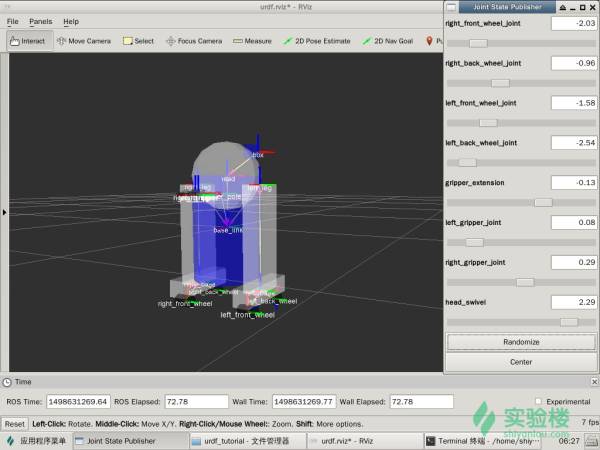 urdf.rviz* - RViz
File Panels Help
Interact Move Camera Select Focus Camera Measure 2D Pose Estimate 2D Nav Goal
box
head
right_leg left_leg
base_link
right_back_wheel
left_back_wheel
right_front_wheel
left_front_wheel
Joint State Publisher
right_front_wheel_joint -2.03
right_back_wheel_joint -0.96
left_front_wheel_joint -1.58
left_back_wheel_joint -2.54
gripper_extension -0.13
left_gripper_joint 0.08
right_gripper_joint 0.29
head_swivel 2.29
Randomize
Center
Time
ROS Time: 1498631269.64 ROS Elapsed: 72.78 Wall Time: 1498631269.77 Wall Elapsed: 72.78 Experimental
Reset Left-Click: Rotate. Middle-Click: Move X/Y. Right-Click/Mouse Wheel: Zoom. Shift: More options. 7 fps
实验楼
shiyanlou.com
应用程序菜单 Joint State Publisher urdf_tutorial - 文件管理器 urdf.rviz* - RViz Terminal 终端 - /home/shiy... 06:27